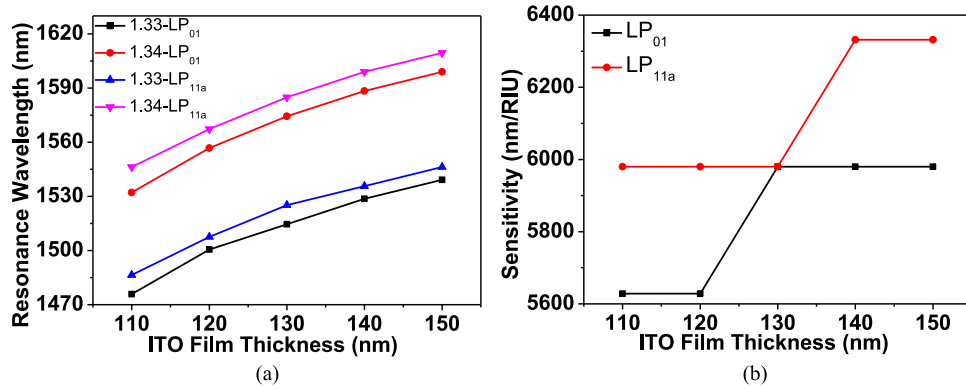 Resonance Wavelength (nm)
1620
1590
1560
1530
1500
1470
1.33-LP01
1.34-LP01
1.33-LP11a
1.34-LP11a
110 120 130 140 150
ITO Film Thickness (nm)
(a)
Sensitivity (nm/RIU)
6400
6200
6000
5800
5600
LP01
LP11a
110 120 130 140 150
ITO Film Thickness (nm)
(b)